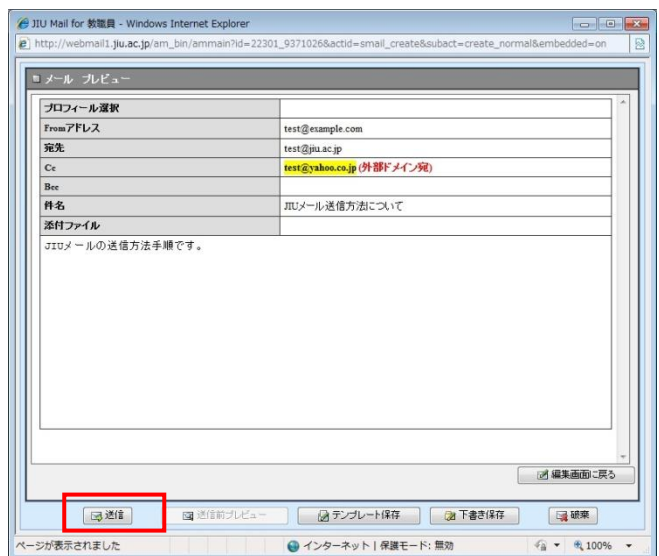 JIU Mail for 教職員 - Windows Internet Explorer
http://webmail1.jiu.ac.jp/am_bin/ammain?id=22301_9371026&actid=smail_create&subact=create_normal&embedded=on
メール プレビュー
プロフィール選択
Fromアドレス test@example.com
宛先 test@jiu.ac.jp
Cc test@yahoo.co.jp (外部ドメイン宛)
Bcc
件名 JIUメール送信方法について
添付ファイル
JIUメールの送信方法手順です。
編集画面に戻る
送信 送信前プレビュー テンプレート保存 下書き保存 破棄
ページが表示されました インターネット | 保護モード: 無効 100%